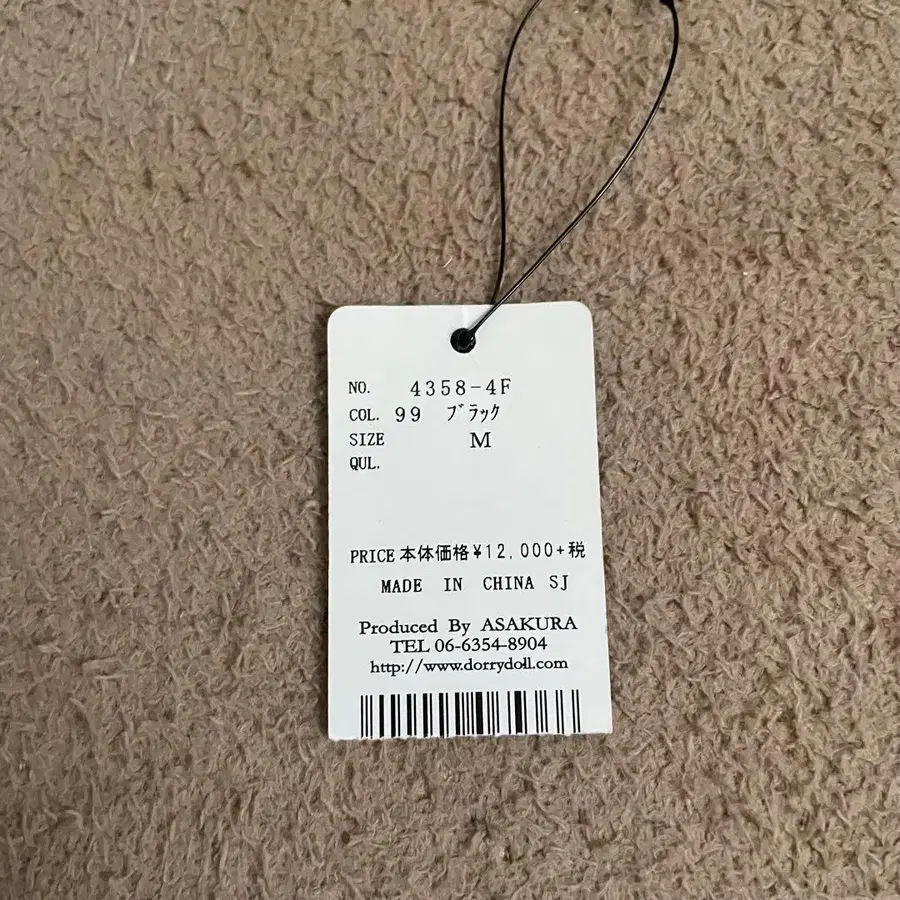 NO. 4358-4F
COL. 99 ブラック
SIZE M
QUL.
PRICE 本体価格¥12,000+税
MADE IN CHINA SJ
Produced By ASAKURA
TEL 06-6354-8904
http://www.dorrydoll.com